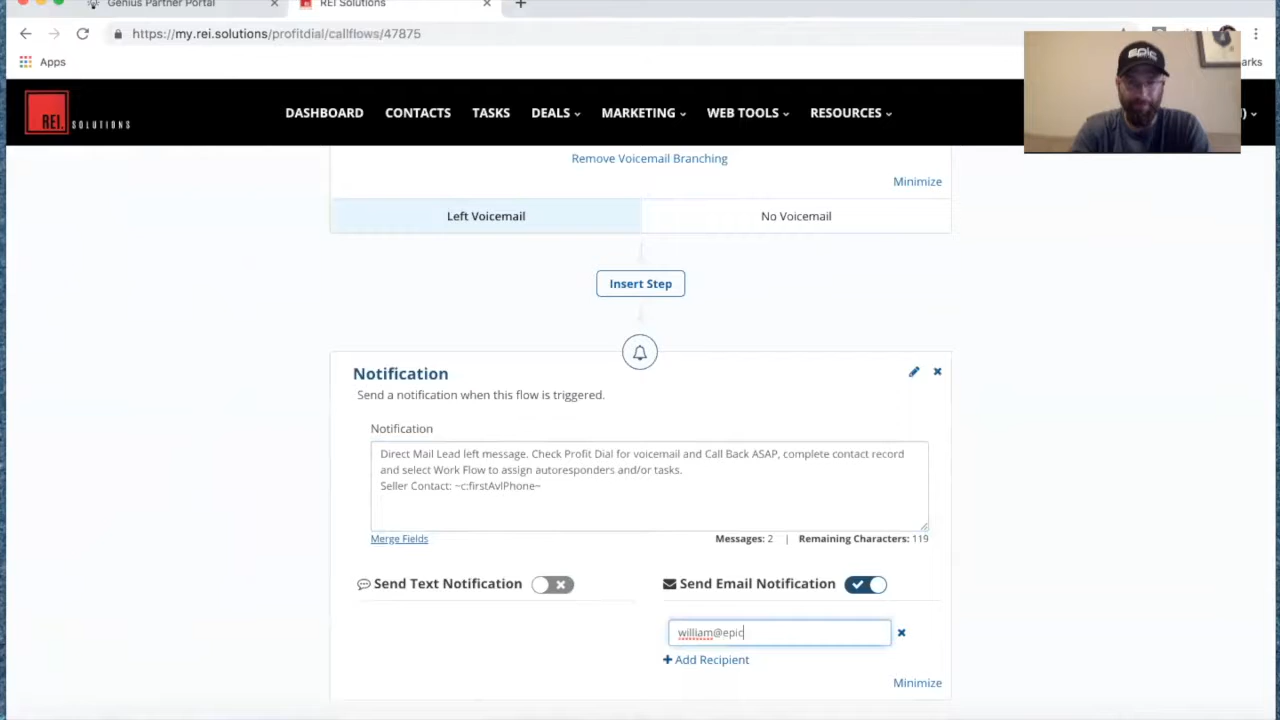 Genius Partner Portal
REI Solutions
https://my.rei.solutions/profitdial/callflows/47875
Apps
REI.
SOLUTIONS
DASHBOARD
CONTACTS
TASKS
DEALS
MARKETING
WEB TOOLS
RESOURCES
EPIC
arks
)
Remove Voicemail Branching
Minimize
Left Voicemail
No Voicemail
Insert Step
Notification
Send a notification when this flow is triggered.
Notification
Direct Mail Lead left message. Check Profit Dial for voicemail and Call Back ASAP, complete contact record
and select Work Flow to assign autoresponders and/or tasks.
Seller Contact: ~c:firstAvlPhone~
Merge Fields
Messages: 2 | Remaining Characters: 119
Send Text Notification
Send Email Notification
william@epic
Add Recipient
Minimize